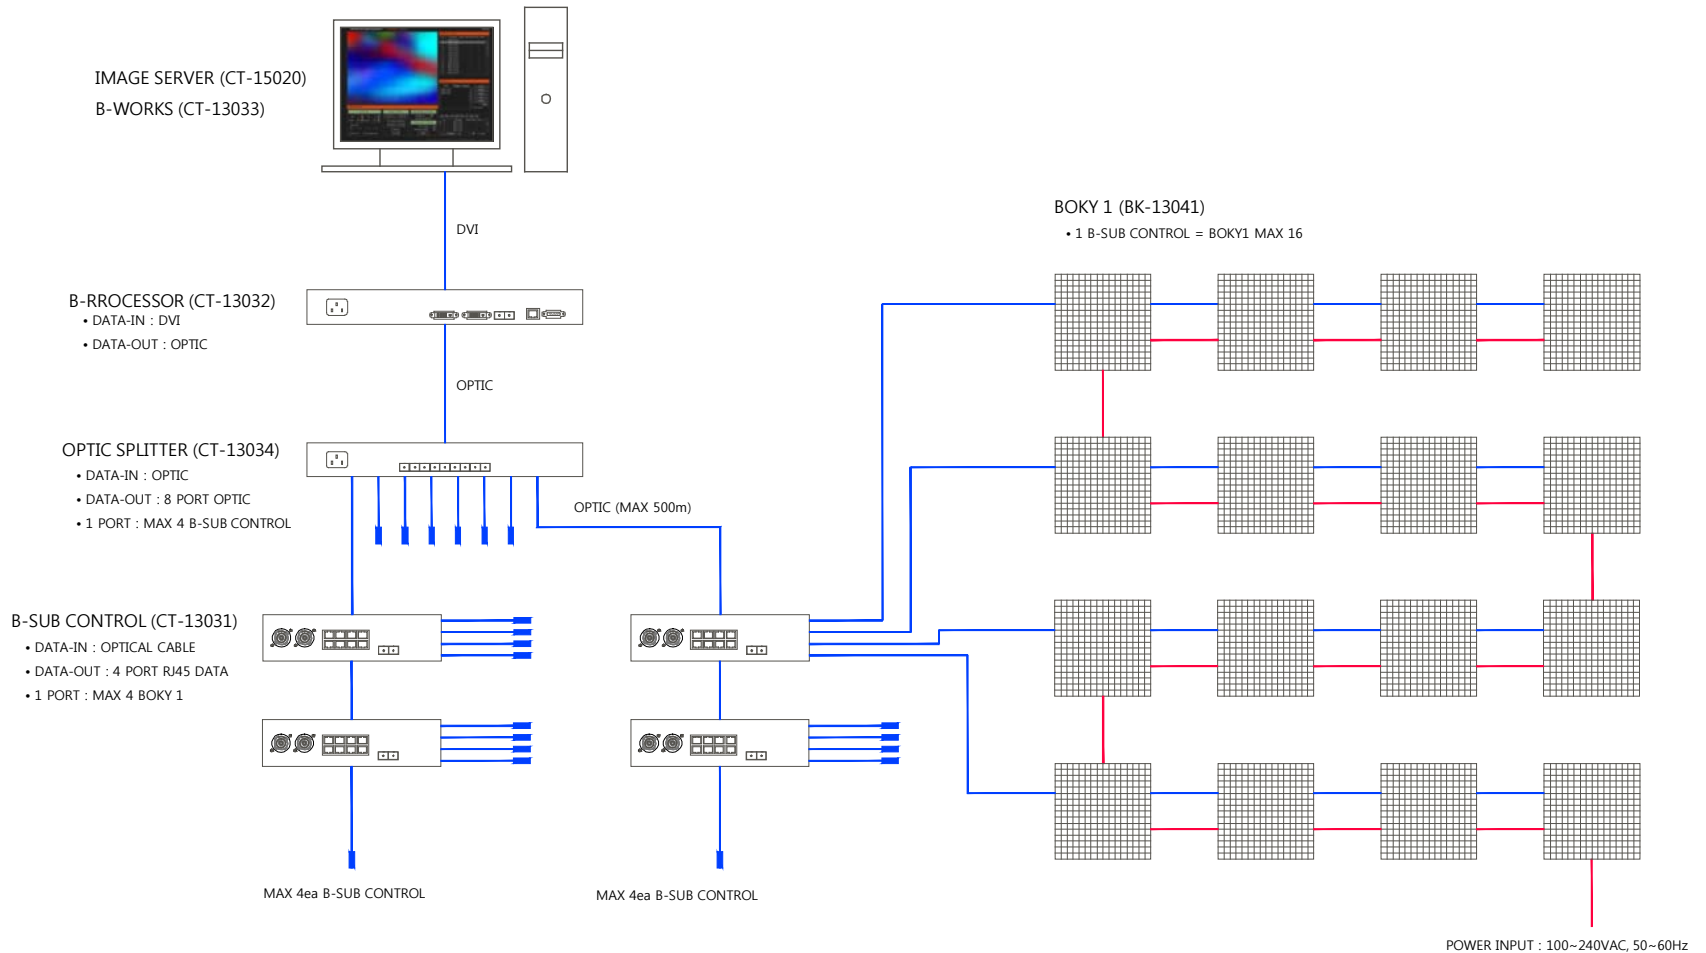 IMAGE SERVER (CT-15020)
B-WORKS (CT-13033)
DVI
B-RROCESSOR (CT-13032)
• DATA-IN : DVI
• DATA-OUT : OPTIC
OPTIC
OPTIC SPLITTER (CT-13034)
• DATA-IN : OPTIC
• DATA-OUT : 8 PORT OPTIC
• 1 PORT : MAX 4 B-SUB CONTROL
OPTIC (MAX 500m)
B-SUB CONTROL (CT-13031)
• DATA-IN : OPTICAL CABLE
• DATA-OUT : 4 PORT RJ45 DATA
• 1 PORT : MAX 4 BOKY 1
MAX 4ea B-SUB CONTROL
MAX 4ea B-SUB CONTROL
BOKY 1 (BK-13041)
• 1 B-SUB CONTROL = BOKY1 MAX 16
POWER INPUT : 100~240VAC, 50~60Hz